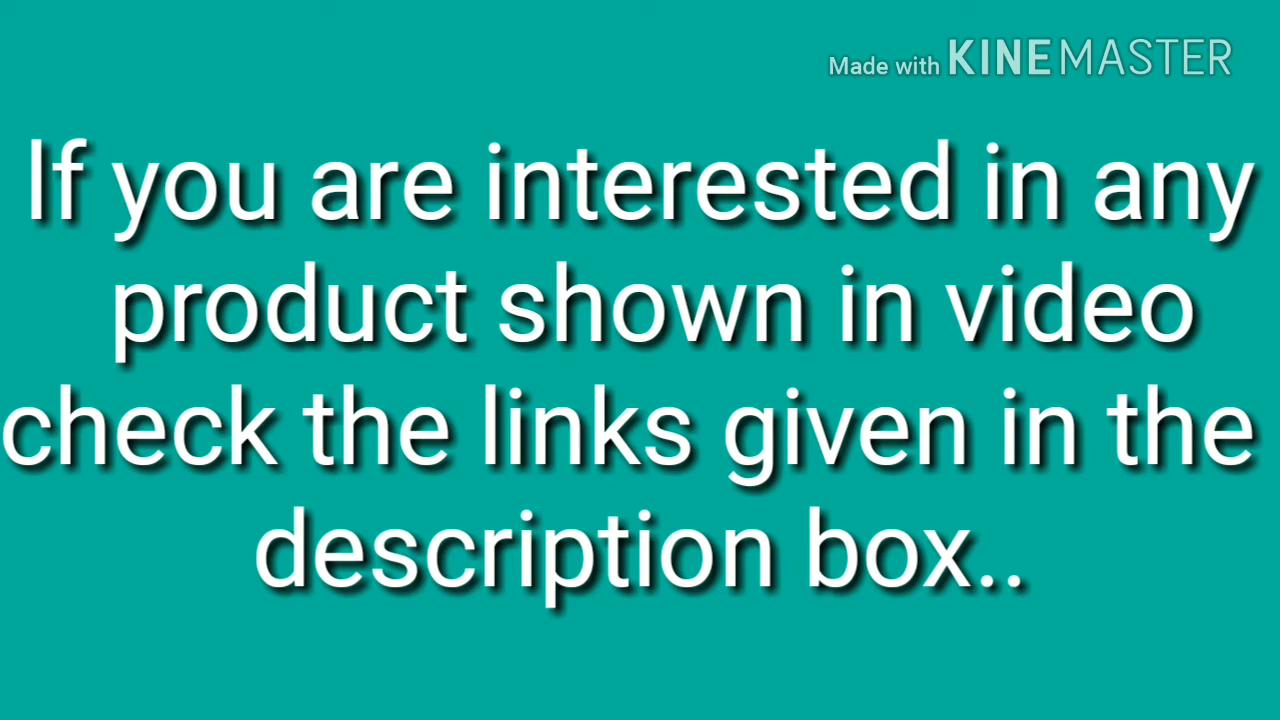 Made with KINEMASTER
If you are interested in any
product shown in video
check the links given in the
description box..